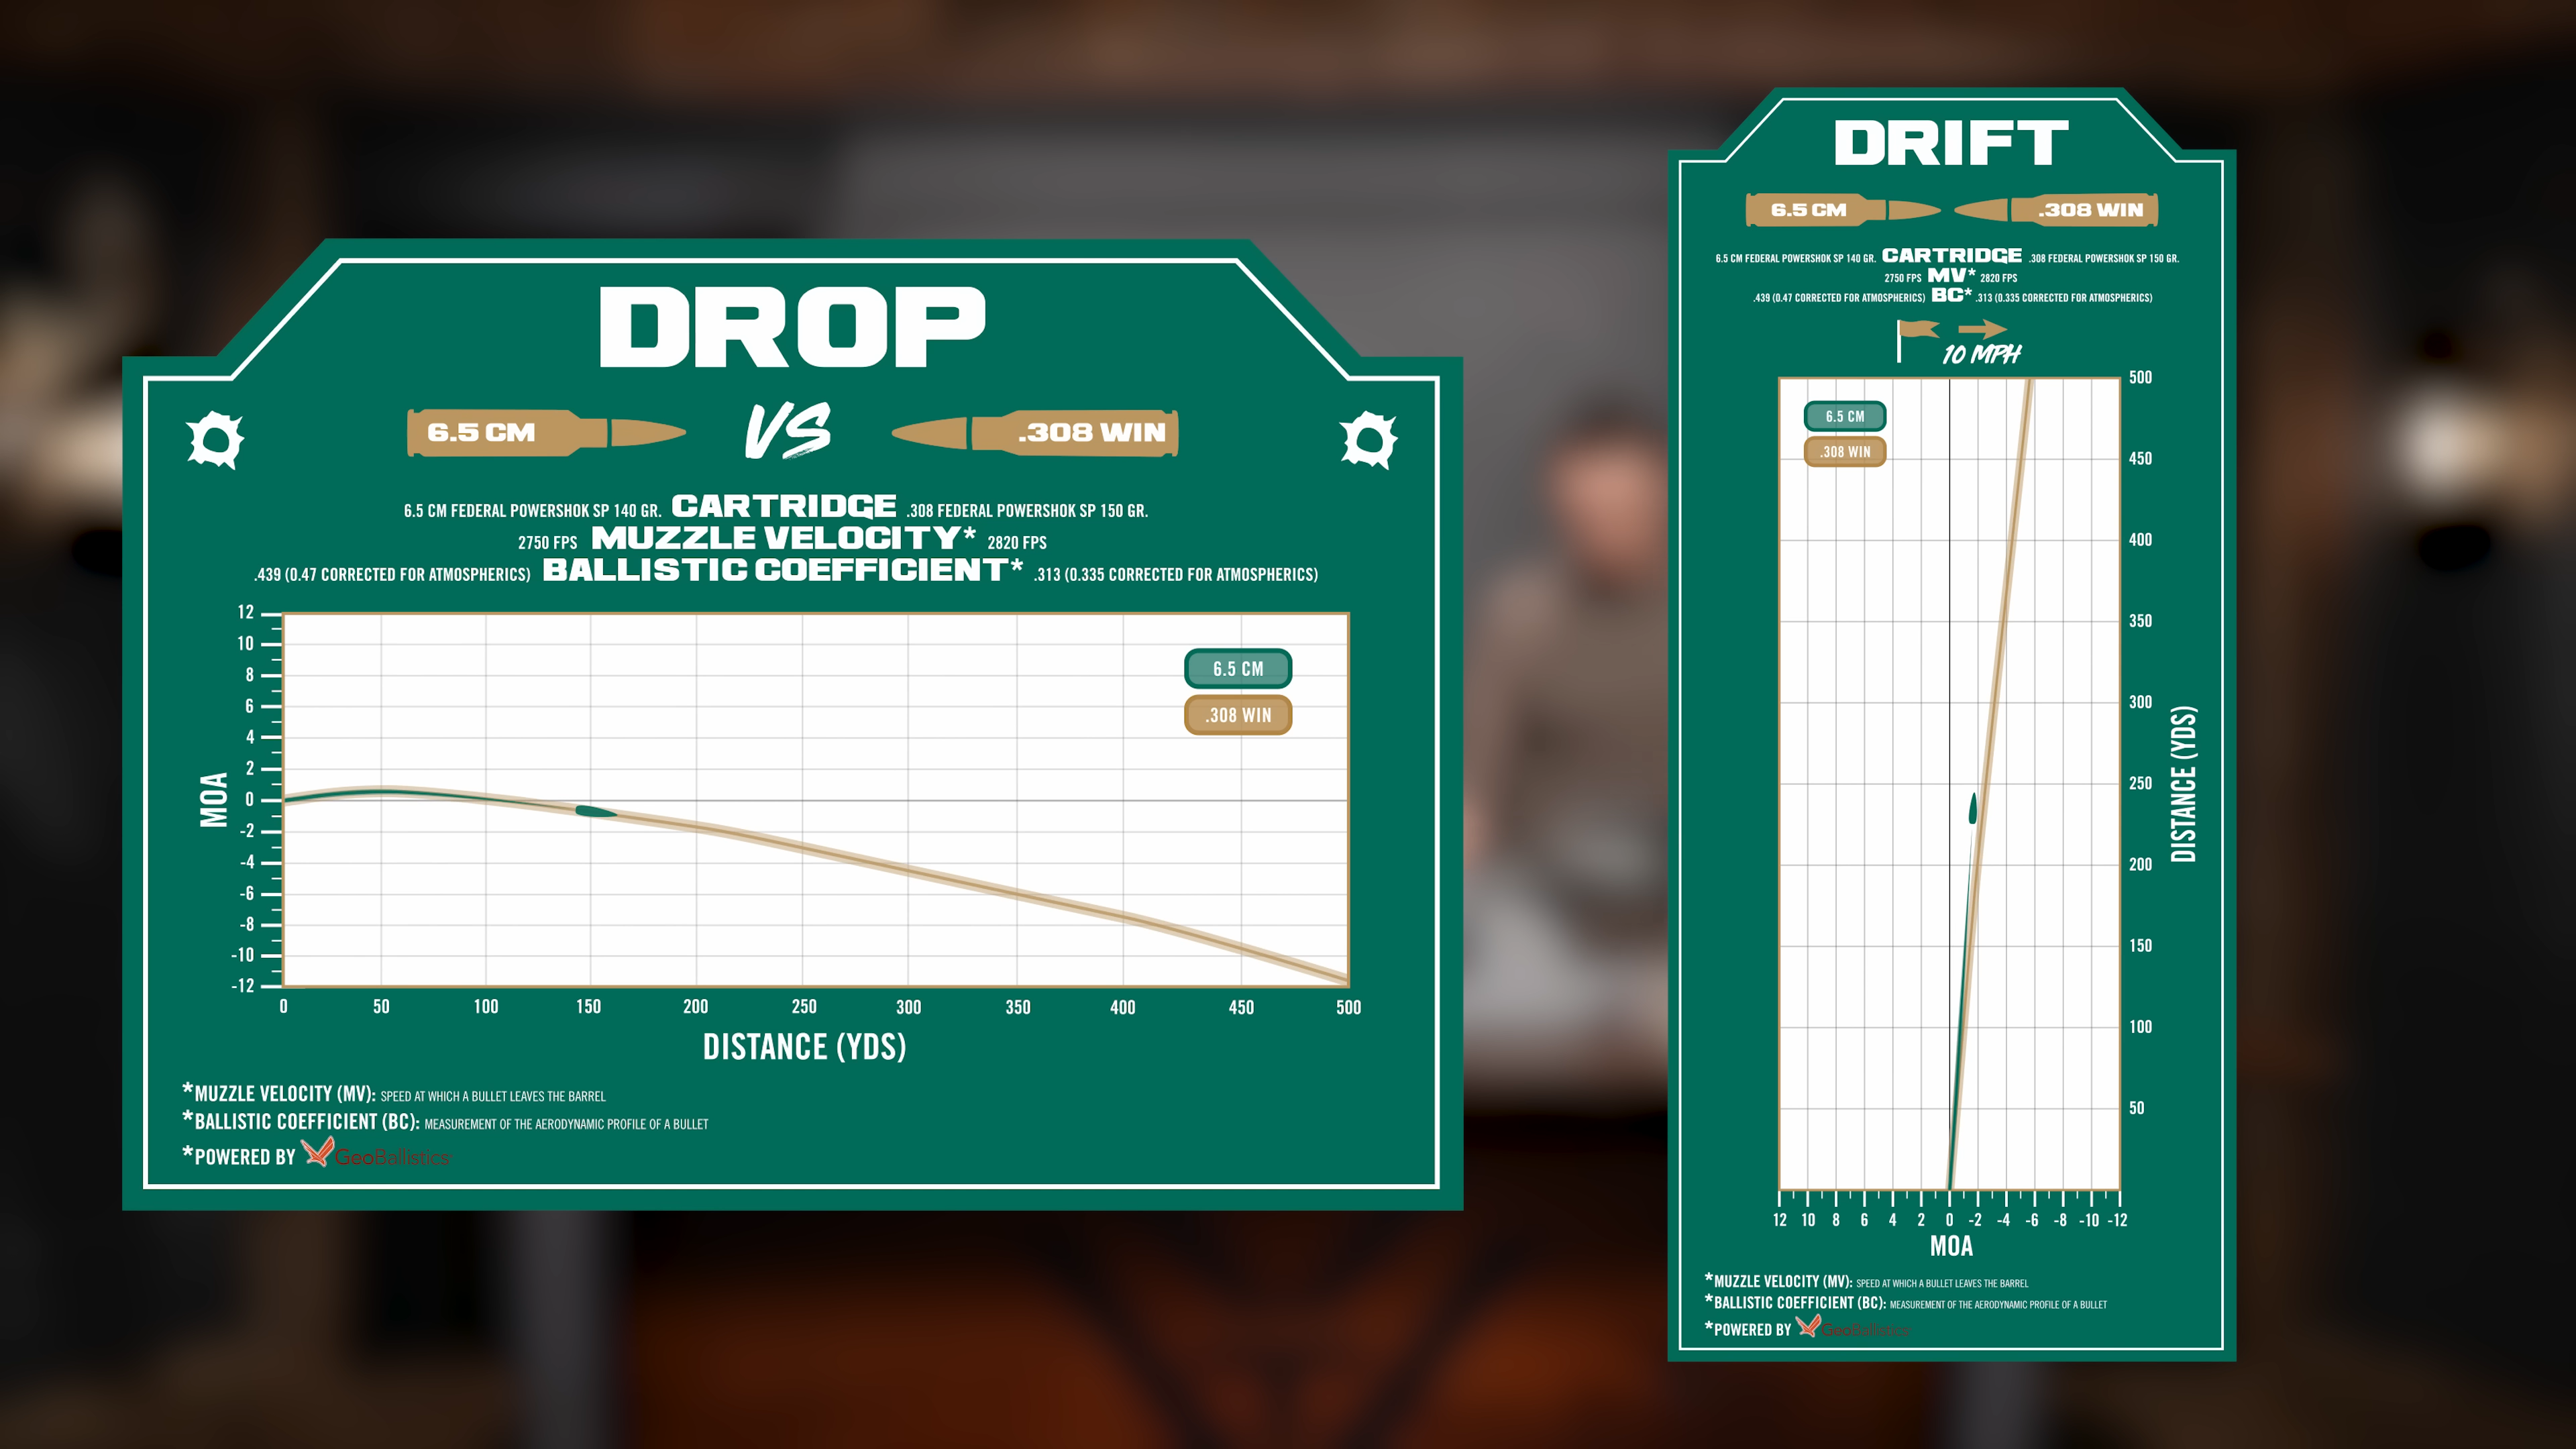 DROP
6.5 CM VS .308 WIN
6.5 CM FEDERAL POWERSHOK SP 140 GR. CARTRIDGE .308 FEDERAL POWERSHOK SP 150 GR.
2750 FPS MUZZLE VELOCITY* 2820 FPS
.439 (0.47 CORRECTED FOR ATMOSPHERICS) BALLISTIC COEFFICIENT* .313 (0.335 CORRECTED FOR ATMOSPHERICS)
12
10
8
6
4
2
0
-2
-4
-6
-8
-10
-12
MOA
6.5 CM
.308 WIN
0 50 100 150 200 250 300 350 400 450 500
DISTANCE (YDS)
*MUZZLE VELOCITY (MV): SPEED AT WHICH A BULLET LEAVES THE BARREL
*BALLISTIC COEFFICIENT (BC): MEASUREMENT OF THE AERODYNAMIC PROFILE OF A BULLET
*POWERED BY GeoBallistics
DRIFT
6.5 CM .308 WIN
6.5 CM FEDERAL POWERSHOK SP 140 GR. CARTRIDGE .308 FEDERAL POWERSHOK SP 150 GR.
2750 FPS MV* 2820 FPS
.439 (0.47 CORRECTED FOR ATMOSPHERICS) BC* .313 (0.335 CORRECTED FOR ATMOSPHERICS)
10 MPH
6.5 CM
.308 WIN
500
450
400
350
300
250
200
150
100
50
DISTANCE (YDS)
12 10 8 6 4 2 0 -2 -4 -6 -8 -10 -12
MOA
*MUZZLE VELOCITY (MV): SPEED AT WHICH A BULLET LEAVES THE BARREL
*BALLISTIC COEFFICIENT (BC): MEASUREMENT OF THE AERODYNAMIC PROFILE OF A BULLET
*POWERED BY GeoBallistics